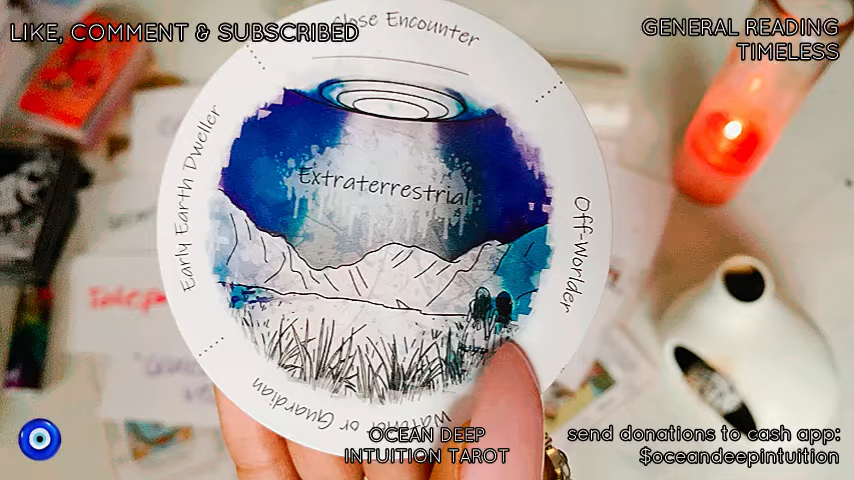 LIKE, COMMENT & SUBSCRIBED
GENERAL READING
TIMELESS
Close Encounter
Early Earth Dweller
Extraterrestrial
Off-Worlder
Watcher or Guardian
OCEAN DEEP
INTUITION TAROT
send donations to cash app:
$oceandeepintuition